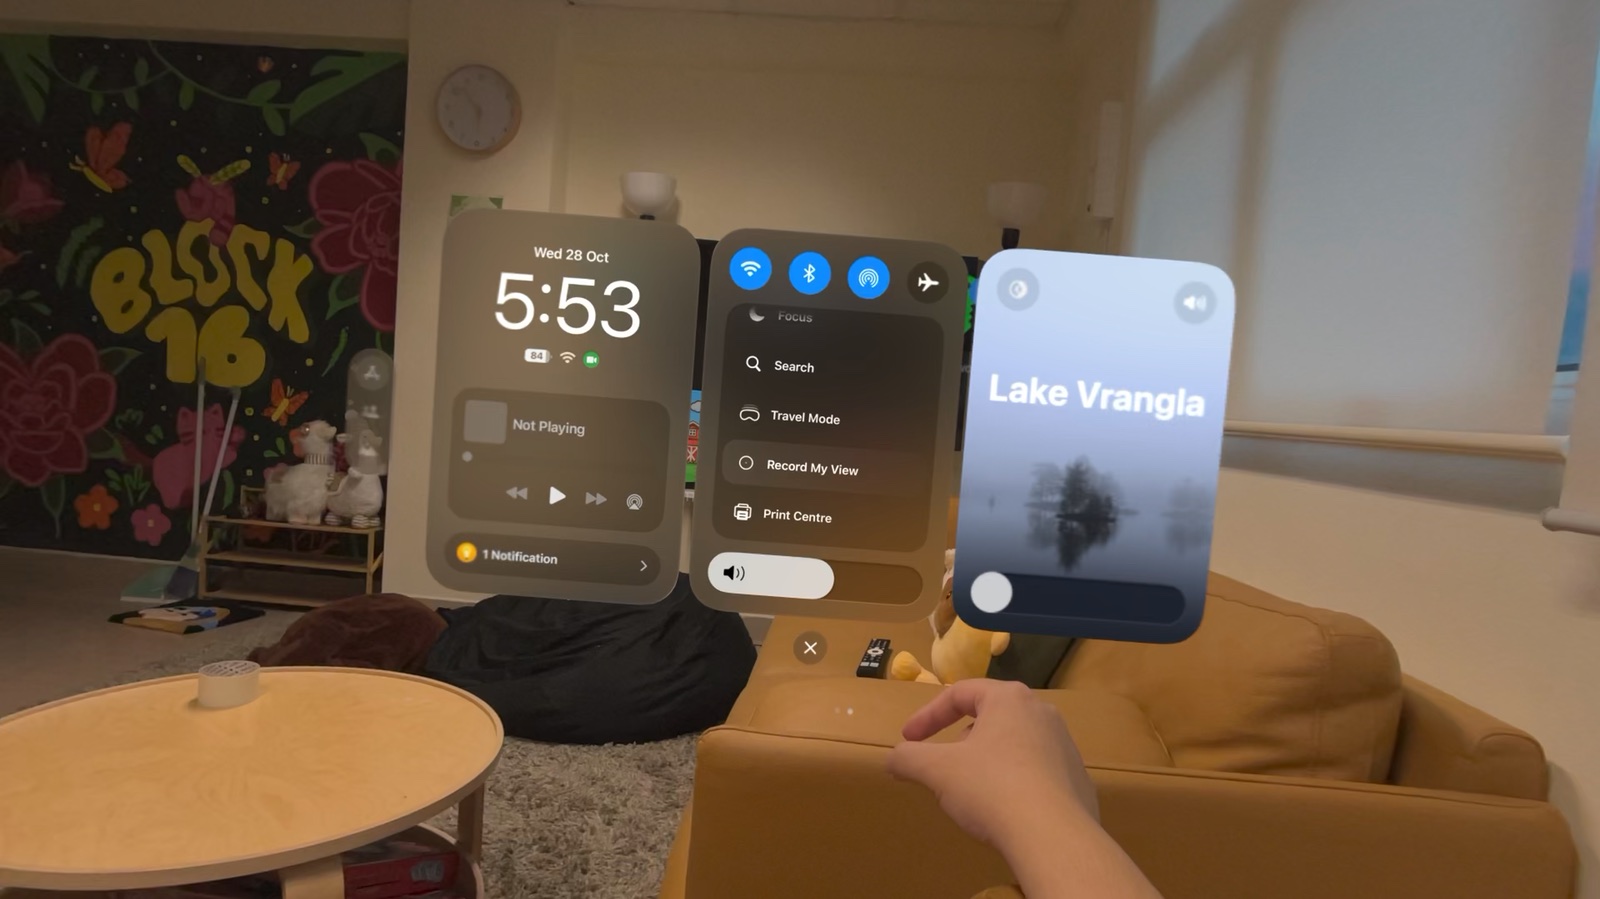 BLOCK
16
Wed 28 Oct
5:53
84
Not Playing
1 Notification
Focus
Search
Travel Mode
Record My View
Print Centre
Lake Vrangla